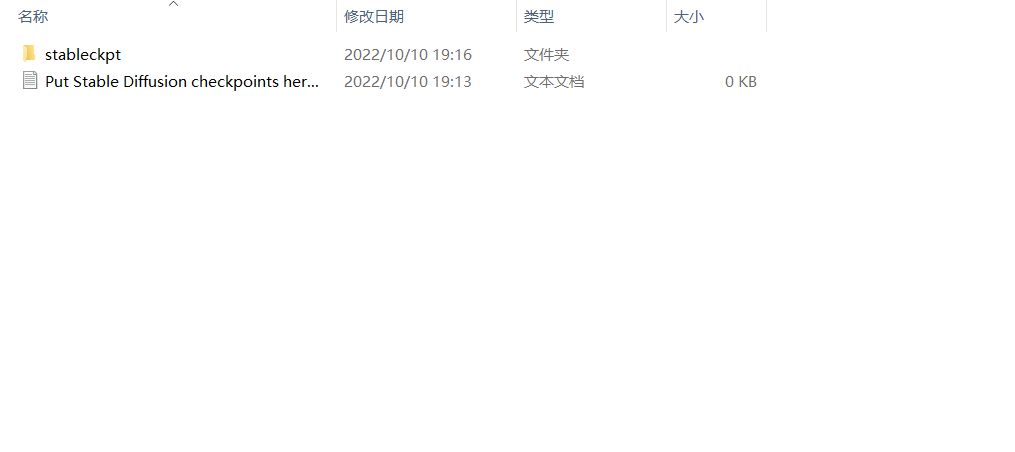 名称 修改日期 类型 大小
stableckpt 2022/10/10 19:16 文件夹
Put Stable Diffusion checkpoints her... 2022/10/10 19:13 文本文档 0 KB